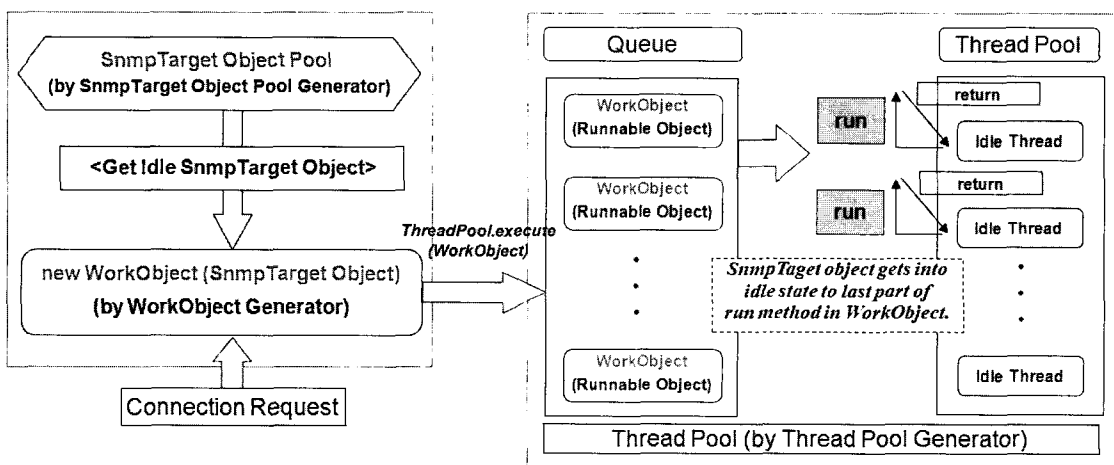 SnmpTarget Object Pool
(by SnmpTarget Object Pool Generator)
<Get Idle SnmpTarget Object>
new WorkObject (SnmpTarget Object)
(by WorkObject Generator)
Connection Request
ThreadPool.execute
(WorkObject)
Queue
WorkObject
(Runnable Object)
WorkObject
(Runnable Object)
WorkObject
(Runnable Object)
run
run
Thread Pool
return
Idle Thread
return
Idle Thread
Idle Thread
SnmpTaget object gets into
idle state to last part of
run method in WorkObject.
Thread Pool (by Thread Pool Generator)